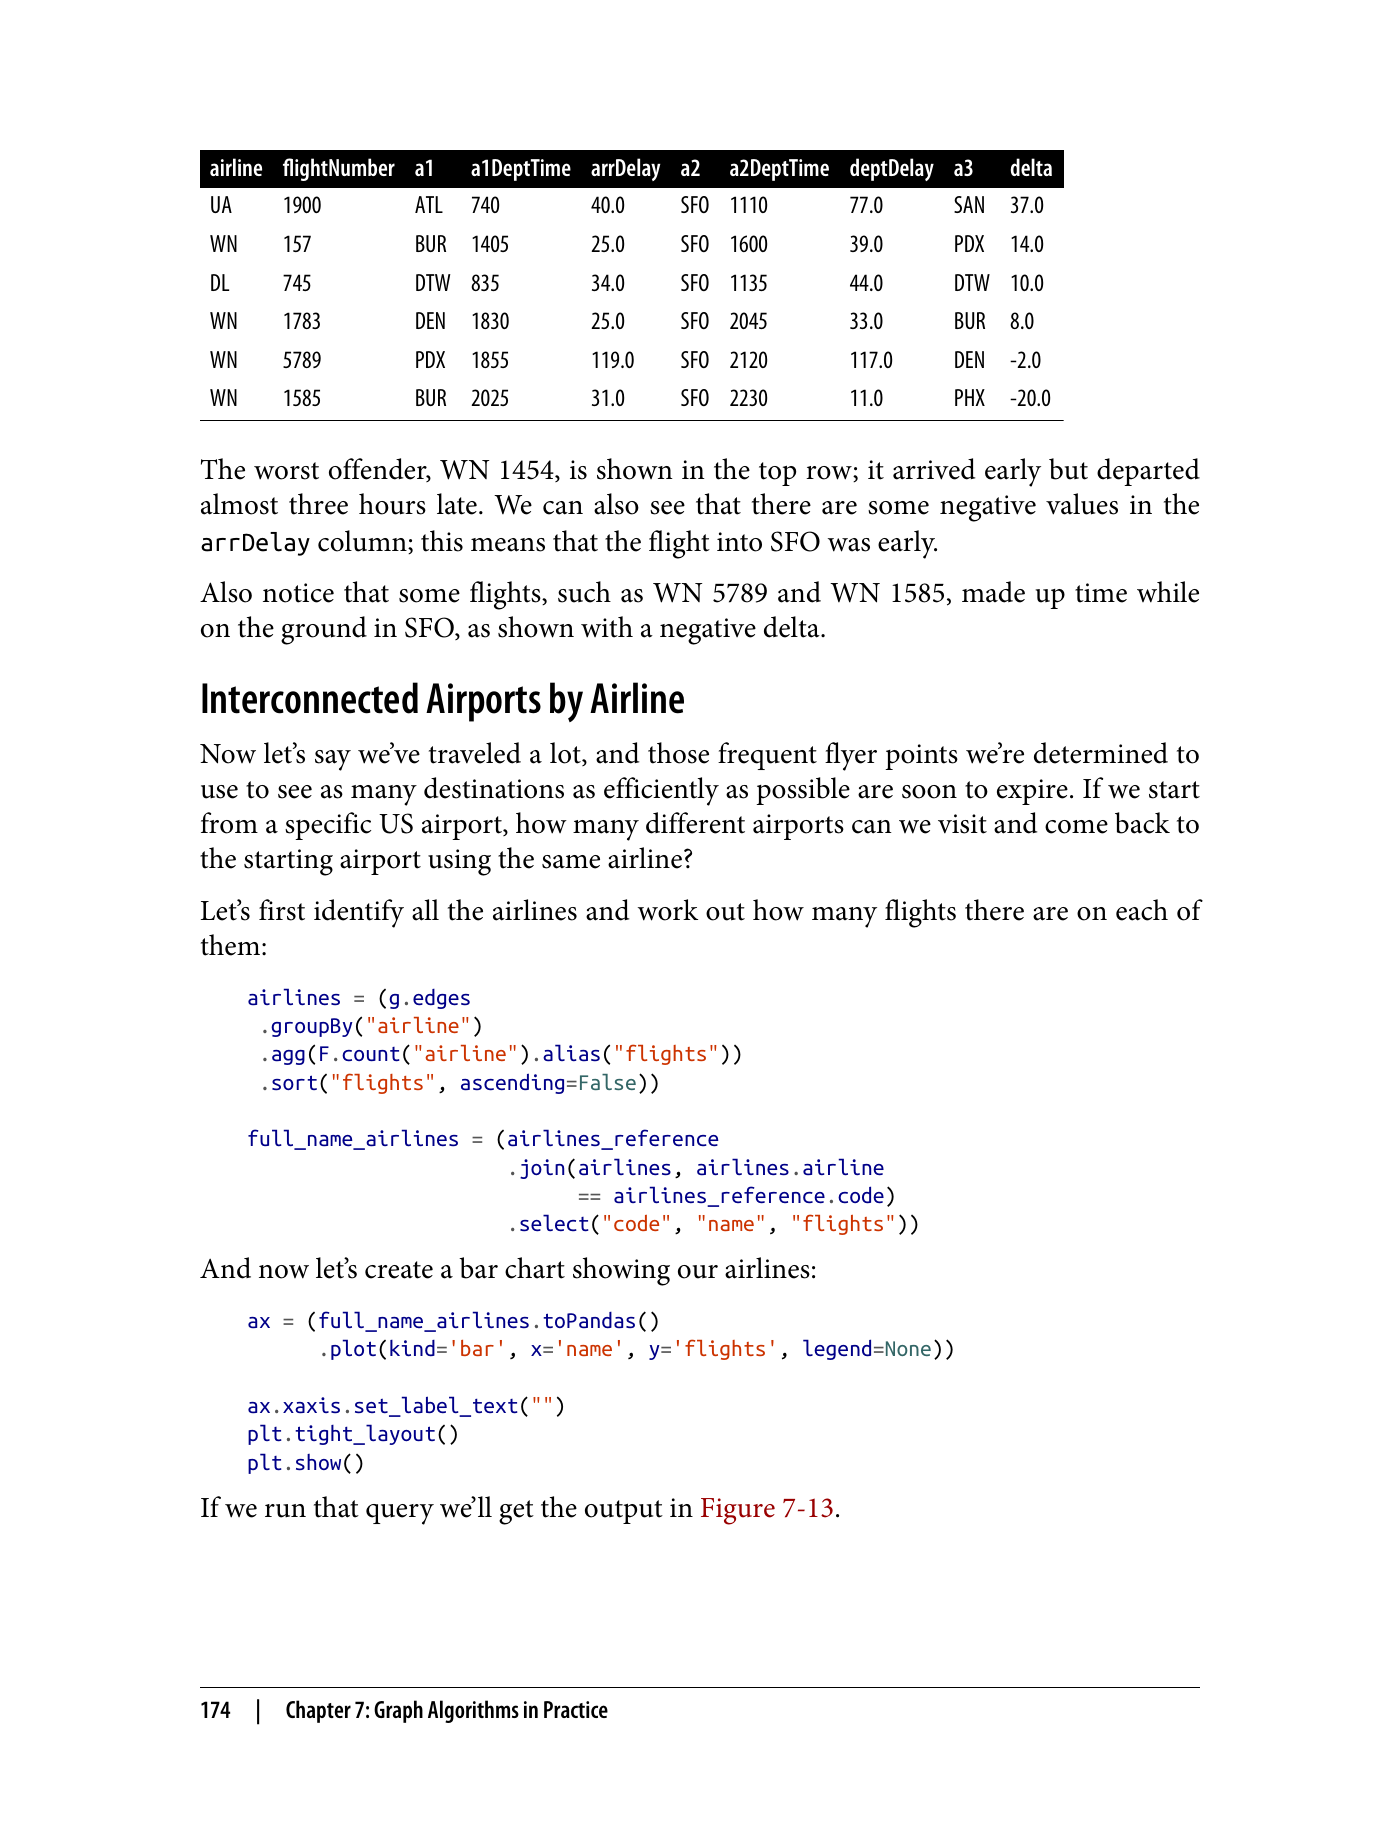 airline flightNumber a1 a1DeptTime arrDelay a2 a2DeptTime deptDelay a3 delta
UA 1900 ATL 740 40.0 SFO 1110 77.0 SAN 37.0
WN 157 BUR 1405 25.0 SFO 1600 39.0 PDX 14.0
DL 745 DTW 835 34.0 SFO 1135 44.0 DTW 10.0
WN 1783 DEN 1830 25.0 SFO 2045 33.0 BUR 8.0
WN 5789 PDX 1855 119.0 SFO 2120 117.0 DEN -2.0
WN 1585 BUR 2025 31.0 SFO 2230 11.0 PHX -20.0
The worst offender, WN 1454, is shown in the top row; it arrived early but departed
almost three hours late. We can also see that there are some negative values in the
arrDelay column; this means that the flight into SFO was early.
Also notice that some flights, such as WN 5789 and WN 1585, made up time while
on the ground in SFO, as shown with a negative delta.
Interconnected Airports by Airline
Now let’s say we’ve traveled a lot, and those frequent flyer points we’re determined to
use to see as many destinations as efficiently as possible are soon to expire. If we start
from a specific US airport, how many different airports can we visit and come back to
the starting airport using the same airline?
Let’s first identify all the airlines and work out how many flights there are on each of
them:
airlines = (g.edges
.groupBy("airline")
.agg(F.count("airline").alias("flights"))
.sort("flights", ascending=False))
full_name_airlines = (airlines_reference
.join(airlines, airlines.airline
== airlines_reference.code)
.select("code", "name", "flights"))
And now let’s create a bar chart showing our airlines:
ax = (full_name_airlines.toPandas()
.plot(kind='bar', x='name', y='flights', legend=None))
ax.xaxis.set_label_text("")
plt.tight_layout()
plt.show()
If we run that query we’ll get the output in Figure 7-13.
174 | Chapter 7: Graph Algorithms in Practice